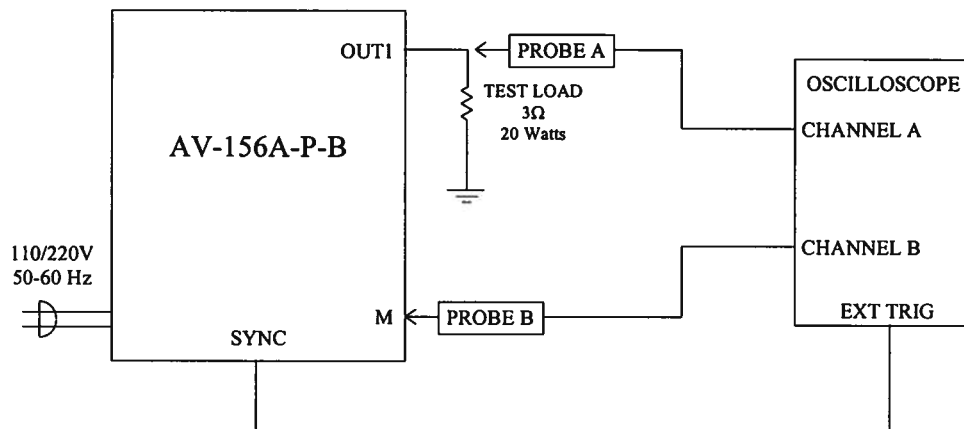 OUT1
PROBE A
TEST LOAD
3Ω
20 Watts
OSCILLOSCOPE
CHANNEL A
AV-156A-P-B
110/220V
50-60 Hz
CHANNEL B
M
PROBE B
EXT TRIG
SYNC